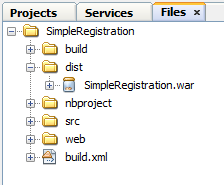 Projects Services Files ×
SimpleRegistration
build
dist
SimpleRegistration.war
nbproject
src
web
build.xml